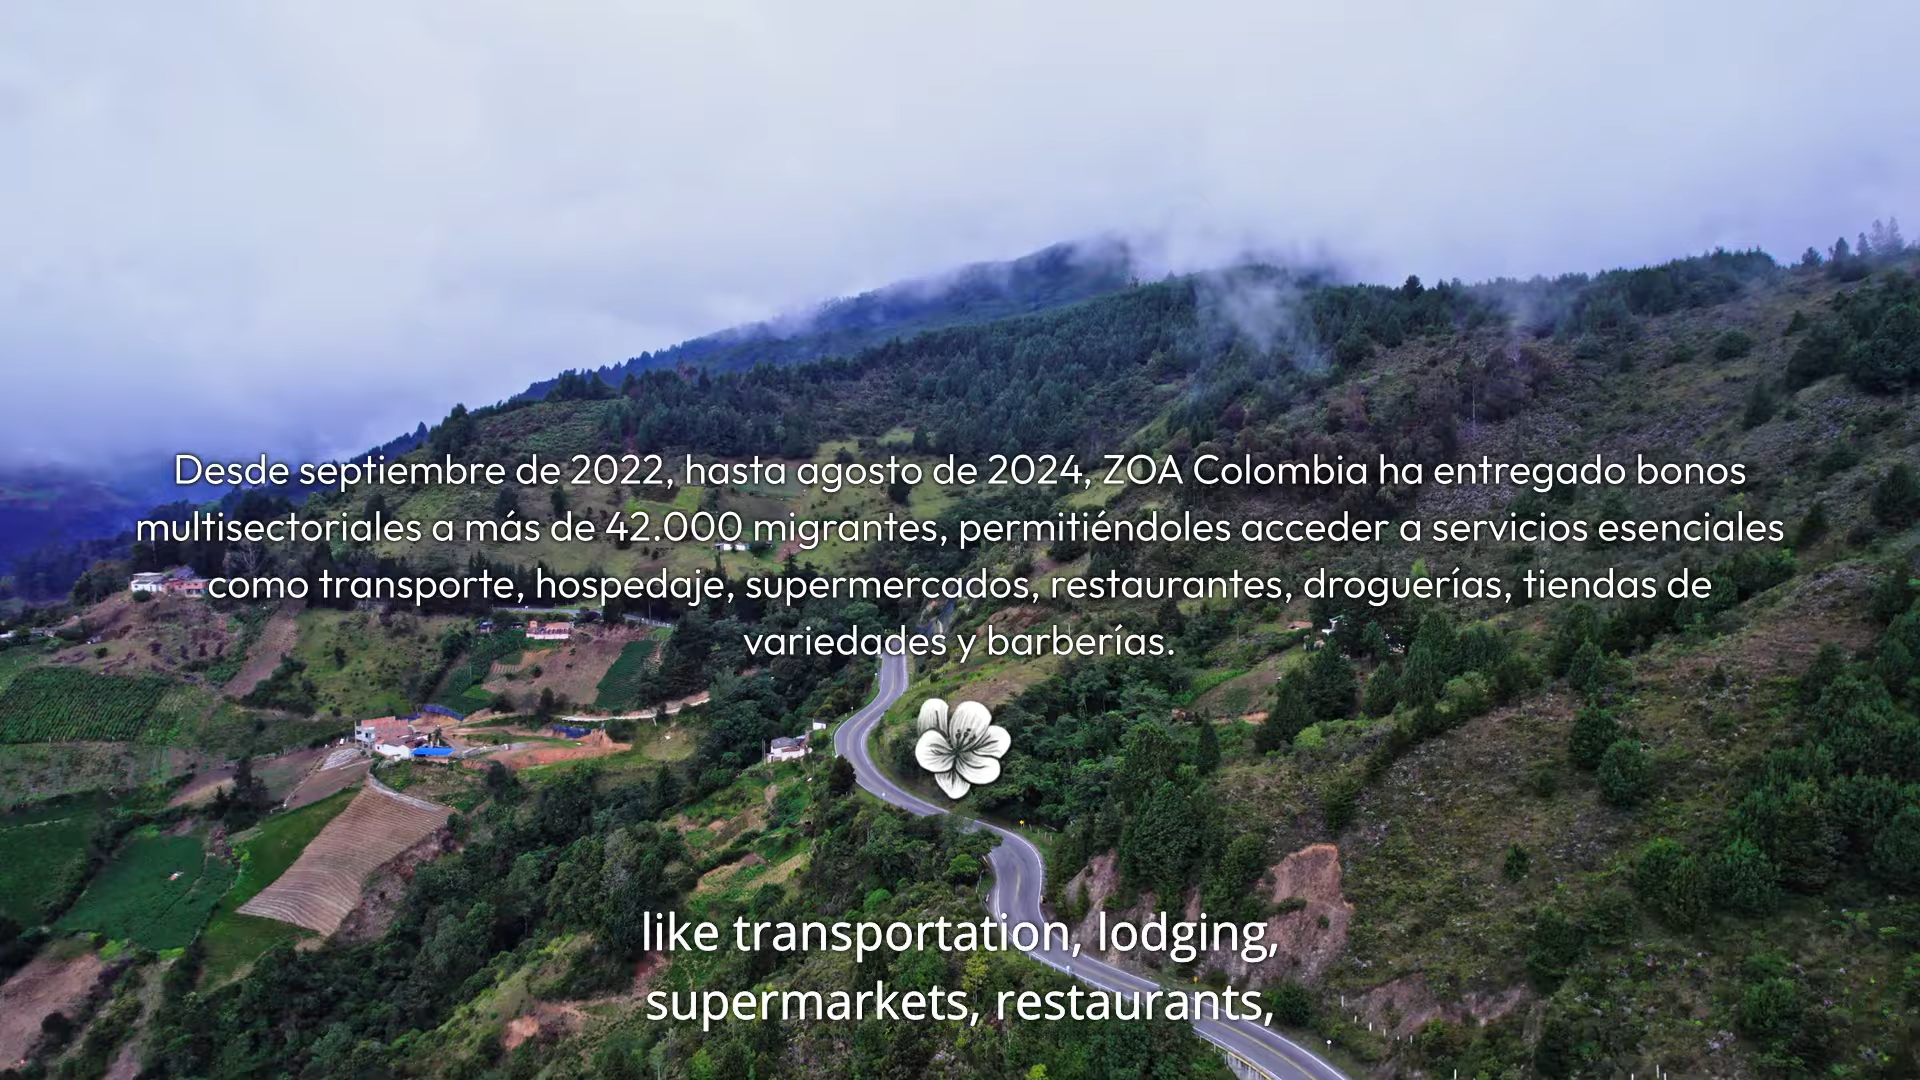 Desde septiembre de 2022, hasta agosto de 2024, ZOA Colombia ha entregado bonos
multisectoriales a más de 42.000 migrantes, permitiéndoles acceder a servicios esenciales
como transporte, hospedaje, supermercados, restaurantes, droguerías, tiendas de
variedades y barberías.
like transportation, lodging,
supermarkets, restaurants,